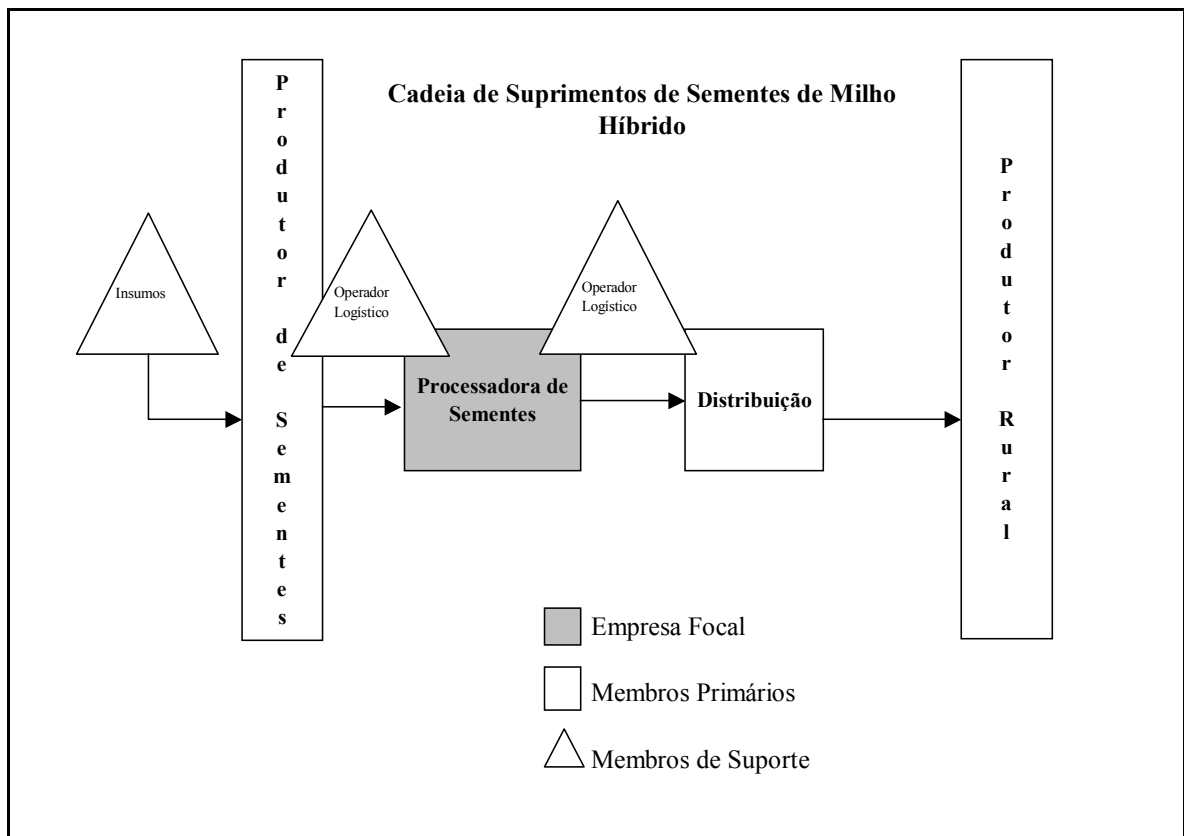 Cadeia de Suprimentos de Sementes de Milho
Híbrido
Insumos
Produtor de Sementes
Operador
Logístico
Processadora de
Sementes
Operador
Logístico
Distribuição
Produtor Rural
Empresa Focal
Membros Primários
Membros de Suporte